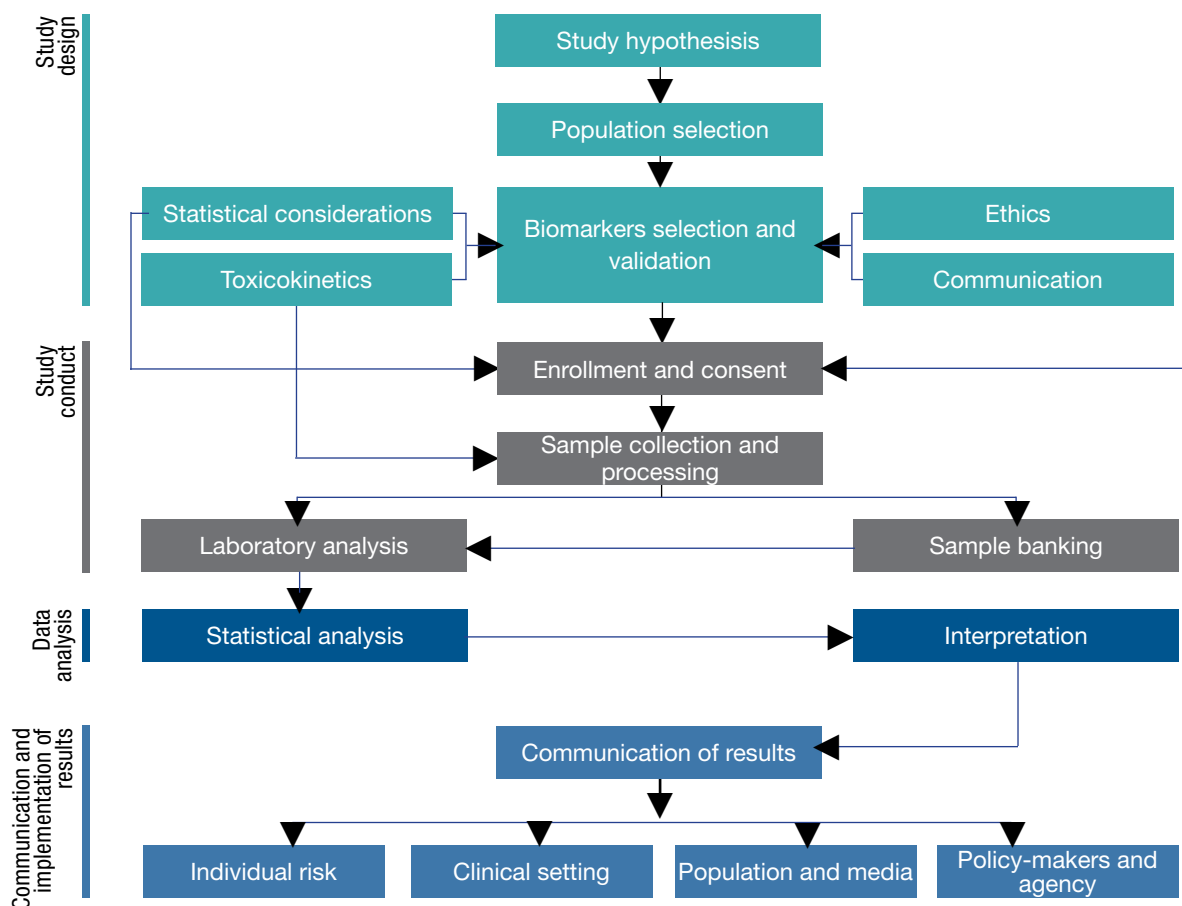 Study
design
Study hypothesisis
Population selection
Statistical considerations
Toxicokinetics
Biomarkers selection and
validation
Ethics
Communication
Study
conduct
Enrollment and consent
Sample collection and
processing
Laboratory analysis
Sample banking
Data
analysis
Statistical analysis
Interpretation
Communication and
implementation of
results
Communication of results
Individual risk
Clinical setting
Population and media
Policy-makers and
agency